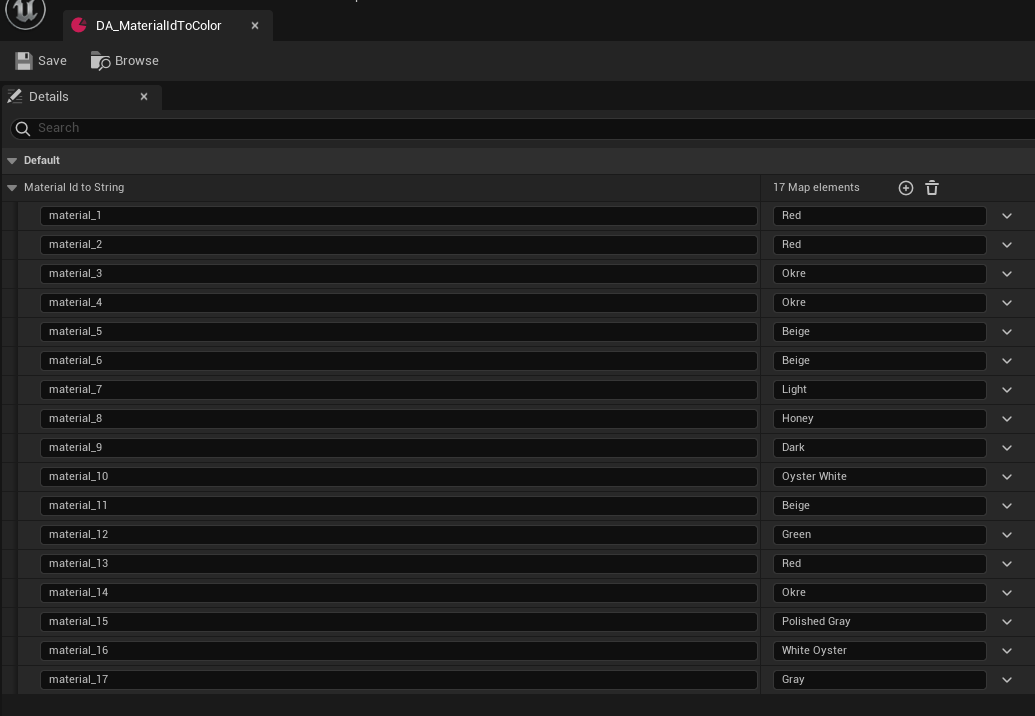 DA_MaterialIdToColor
Save Browse
Details
Search
Default
Material Id to String 17 Map elements
material_1 Red
material_2 Red
material_3 Okre
material_4 Okre
material_5 Beige
material_6 Beige
material_7 Light
material_8 Honey
material_9 Dark
material_10 Oyster White
material_11 Beige
material_12 Green
material_13 Red
material_14 Okre
material_15 Polished Gray
material_16 White Oyster
material_17 Gray